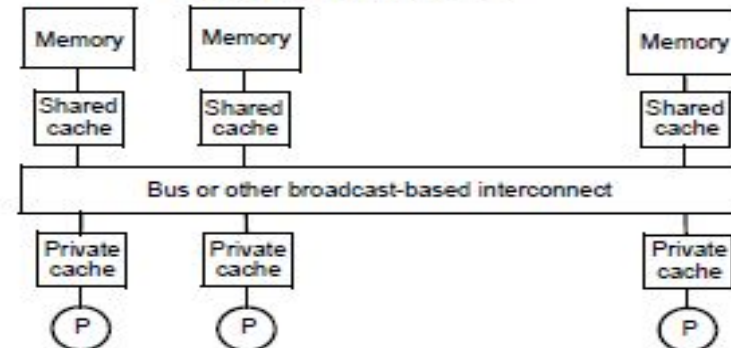 Memory
Memory
Memory
Shared
cache
Shared
cache
Shared
cache
Bus or other broadcast-based interconnect
Private
cache
Private
cache
Private
cache
P
P
P